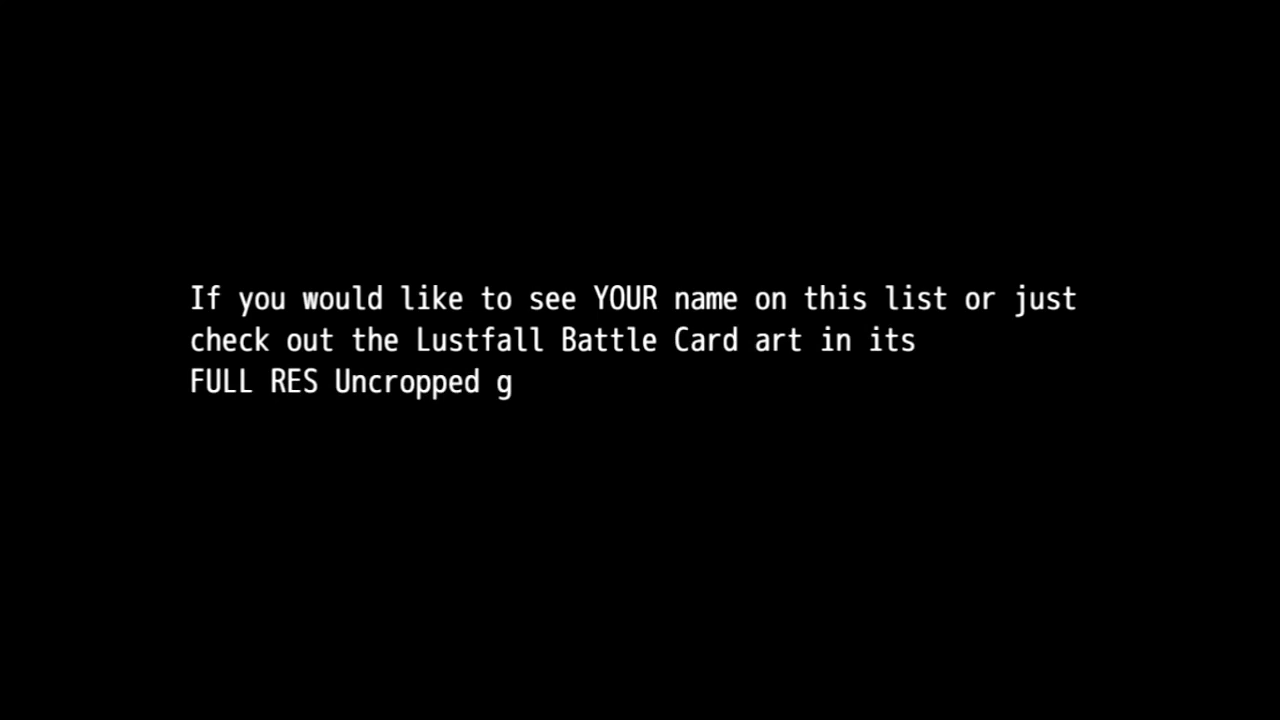 If you would like to see YOUR name on this list or just
check out the Lustfall Battle Card art in its
FULL RES Uncropped g